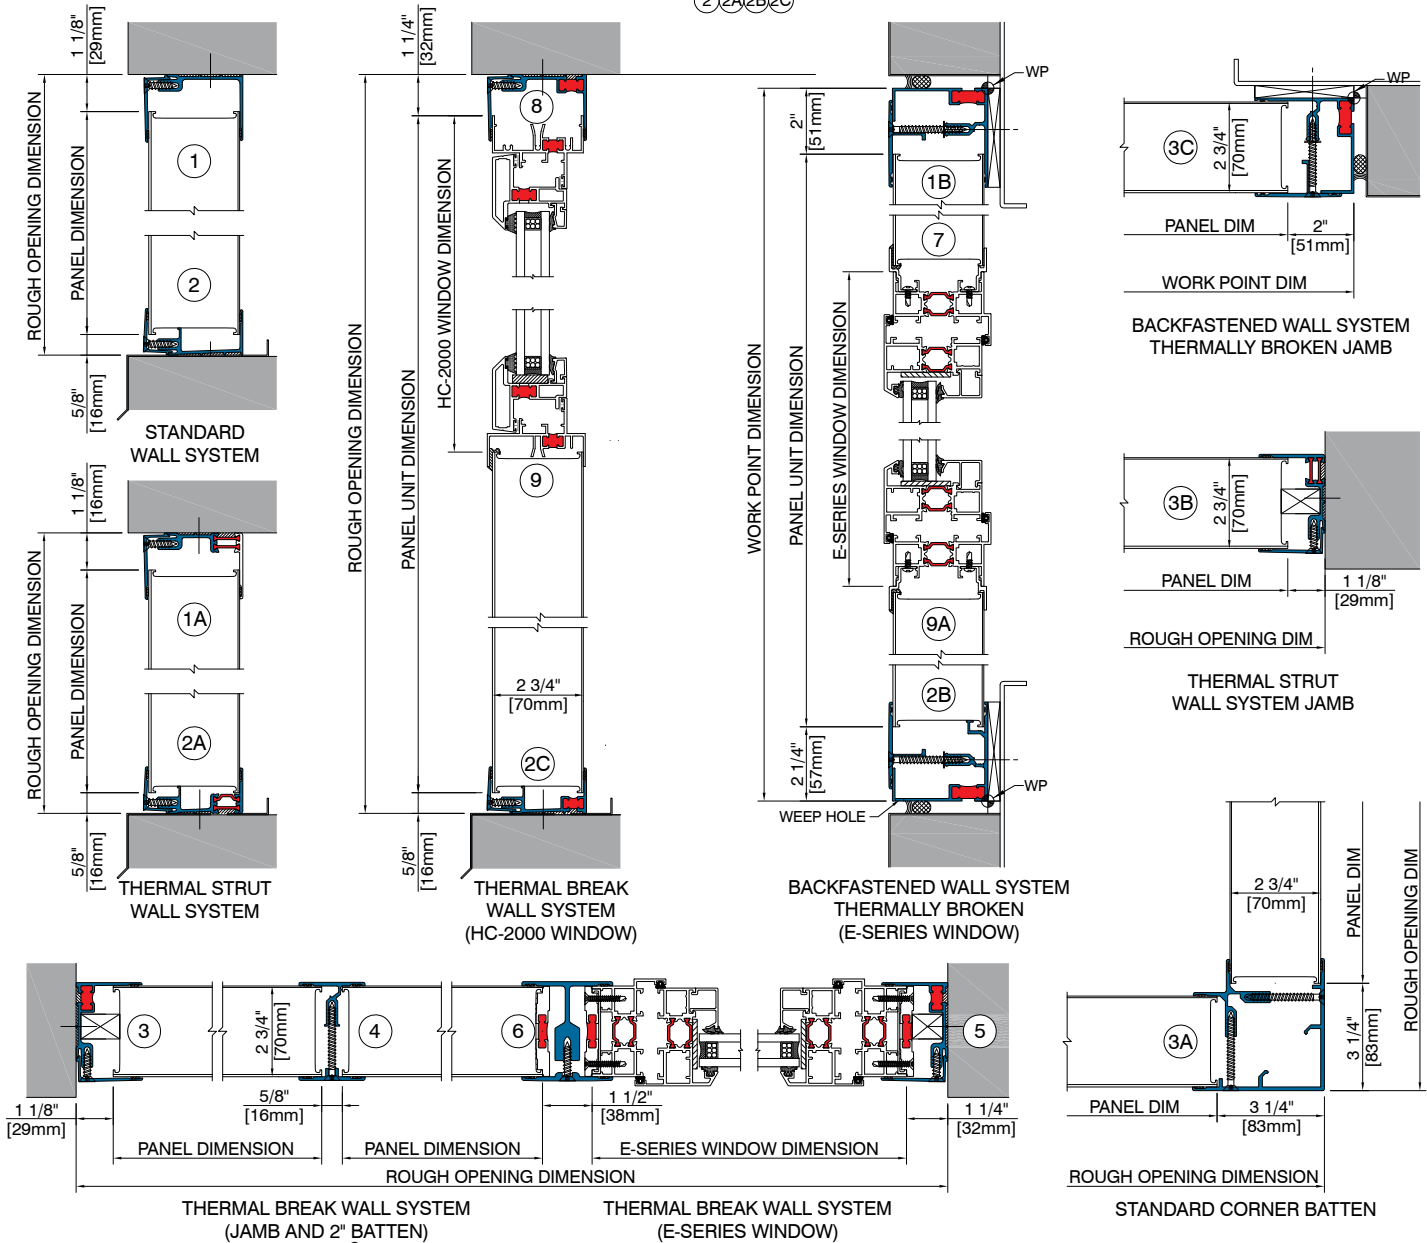 2 2A 2B 2C
1 1/8"
[29mm]
ROUGH OPENING DIMENSION
PANEL DIMENSION
1
2
5/8"
[16mm]
STANDARD
WALL SYSTEM
1 1/8"
[16mm]
ROUGH OPENING DIMENSION
PANEL DIMENSION
1A
2A
5/8"
[16mm]
THERMAL STRUT
WALL SYSTEM
1 1/4"
[32mm]
ROUGH OPENING DIMENSION
PANEL UNIT DIMENSION
HC-2000 WINDOW DIMENSION
8
9
2 3/4"
[70mm]
2C
5/8"
[16mm]
THERMAL BREAK
WALL SYSTEM
(HC-2000 WINDOW)
WP
2"
[51mm]
WORK POINT DIMENSION
PANEL UNIT DIMENSION
E-SERIES WINDOW DIMENSION
1B
7
9A
2B
2 1/4"
[57mm]
WP
WEEP HOLE
BACKFASTENED WALL SYSTEM
THERMALLY BROKEN
(E-SERIES WINDOW)
WP
3C
2 3/4"
[70mm]
PANEL DIM
2"
[51mm]
WORK POINT DIM
BACKFASTENED WALL SYSTEM
THERMALLY BROKEN JAMB
3B
2 3/4"
[70mm]
PANEL DIM
1 1/8"
[29mm]
ROUGH OPENING DIM
THERMAL STRUT
WALL SYSTEM JAMB
2 3/4"
[70mm]
PANEL DIM
ROUGH OPENING DIM
3A
3 1/4"
[83mm]
PANEL DIM
3 1/4"
[83mm]
ROUGH OPENING DIMENSION
STANDARD CORNER BATTEN
3
2 3/4"
[70mm]
4
6
5
1 1/8"
[29mm]
5/8"
[16mm]
1 1/2"
[38mm]
1 1/4"
[32mm]
PANEL DIMENSION
PANEL DIMENSION
E-SERIES WINDOW DIMENSION
ROUGH OPENING DIMENSION
THERMAL BREAK WALL SYSTEM
(JAMB AND 2" BATTEN)
THERMAL BREAK WALL SYSTEM
(E-SERIES WINDOW)